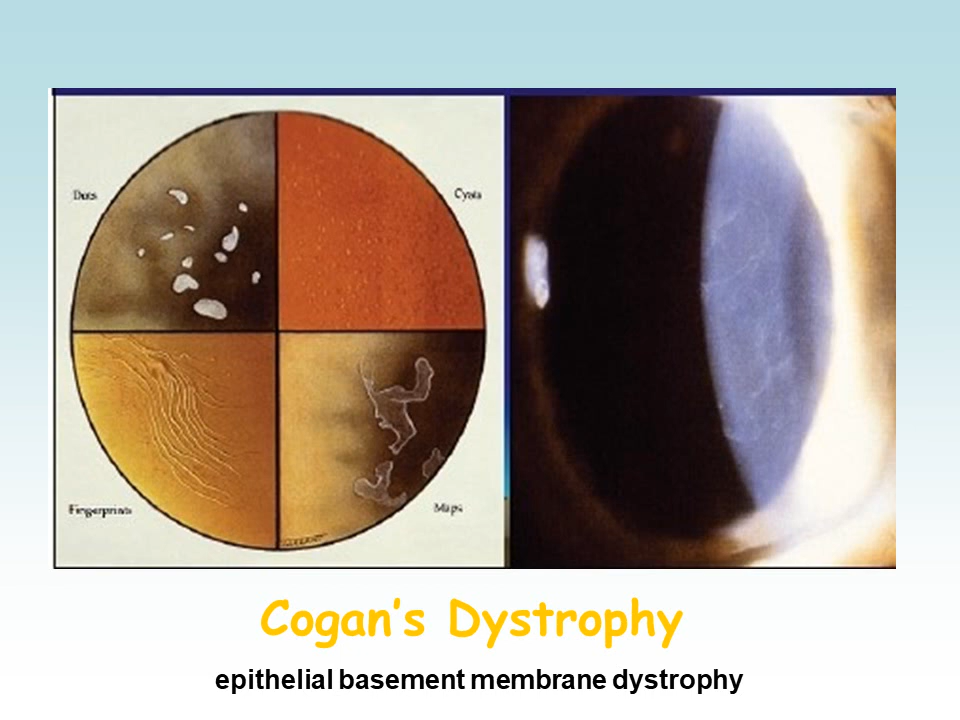 Dots
Cysts
Fingerprints
Maps
Cogan's Dystrophy
epithelial basement membrane dystrophy